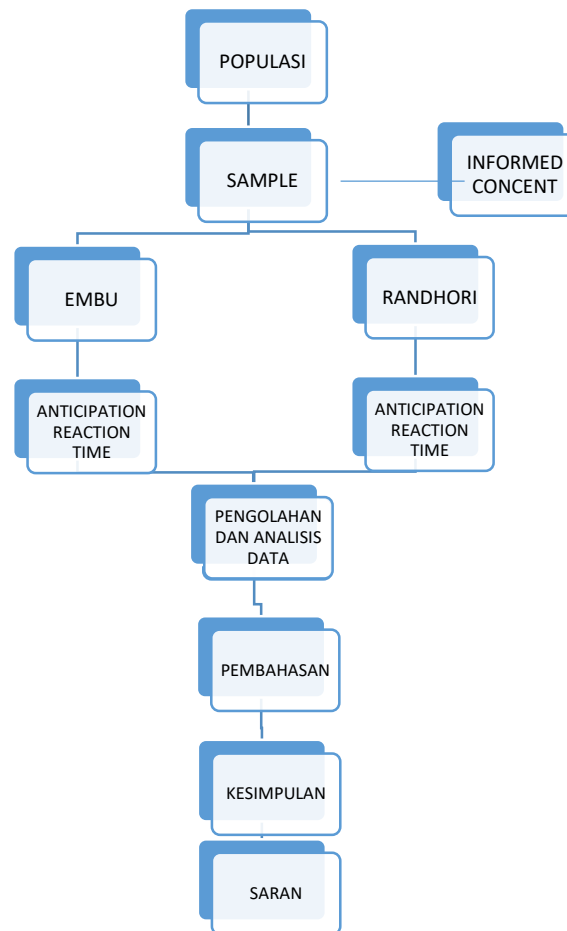 POPULASI
SAMPLE
INFORMED
CONCENT
EMBU
RANDHORI
ANTICIPATION
REACTION
TIME
ANTICIPATION
REACTION
TIME
PENGOLAHAN
DAN ANALISIS
DATA
PEMBAHASAN
KESIMPULAN
SARAN